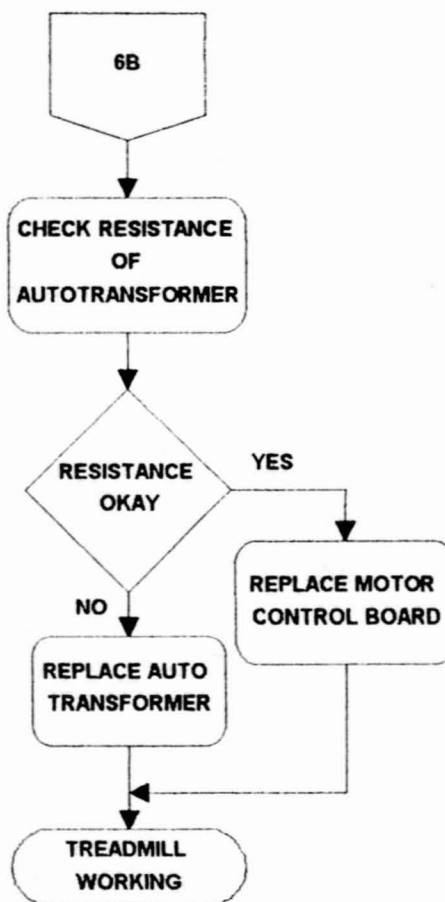 6B
CHECK RESISTANCE
OF
AUTOTRANSFORMER
RESISTANCE
OKAY
YES
NO
REPLACE MOTOR
CONTROL BOARD
REPLACE AUTO
TRANSFORMER
TREADMILL
WORKING